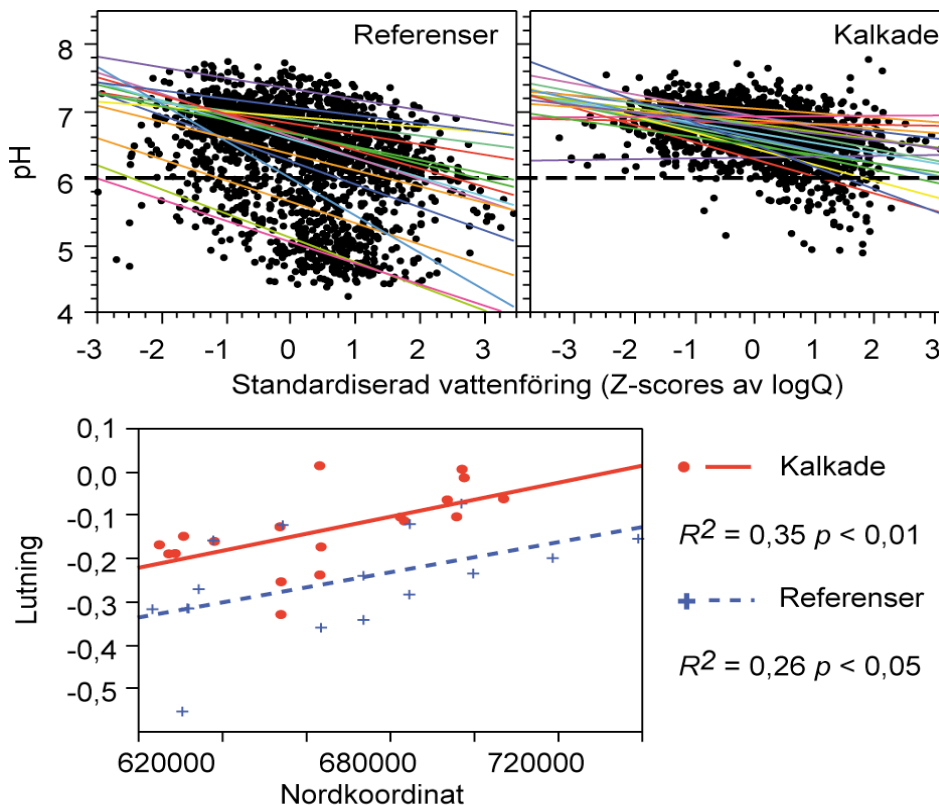 Referenser
Kalkade
8
7
6
5
4
pH
-3 -2 -1 0 1 2 3
-3 -2 -1 0 1 2 3
Standardiserad vattenföring (Z-scores av logQ)
0,1
0,0
-0,1
-0,2
-0,3
-0,4
-0,5
Lutning
620000 680000 720000
Nordkoordinat
Kalkade
R2 = 0,35 p < 0,01
Referenser
R2 = 0,26 p < 0,05